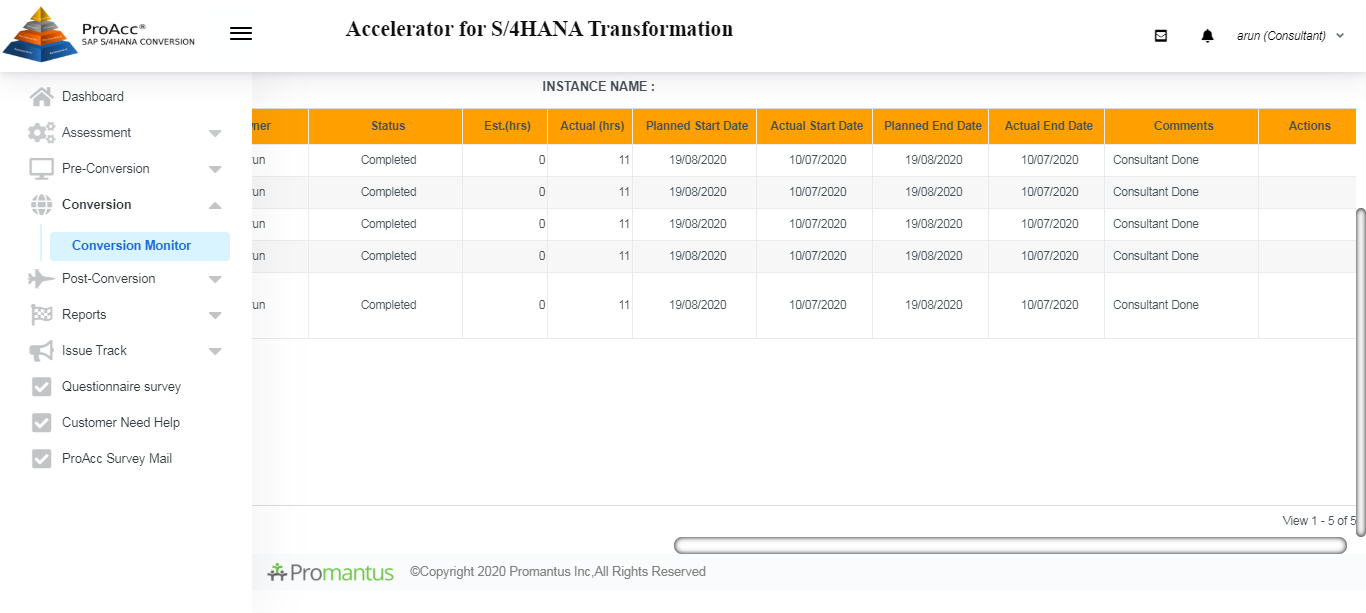 ProAcc®
SAP S/4HANA CONVERSION
Accelerator for S/4HANA Transformation
arun (Consultant)
Dashboard
Assessment
Pre-Conversion
Conversion
Conversion Monitor
Post-Conversion
Reports
Issue Track
Questionnaire survey
Customer Need Help
ProAcc Survey Mail
INSTANCE NAME :
ner Status Est.(hrs) Actual (hrs) Planned Start Date Actual Start Date Planned End Date Actual End Date Comments Actions
run Completed 0 11 19/08/2020 10/07/2020 19/08/2020 10/07/2020 Consultant Done
run Completed 0 11 19/08/2020 10/07/2020 19/08/2020 10/07/2020 Consultant Done
run Completed 0 11 19/08/2020 10/07/2020 19/08/2020 10/07/2020 Consultant Done
run Completed 0 11 19/08/2020 10/07/2020 19/08/2020 10/07/2020 Consultant Done
run Completed 0 11 19/08/2020 10/07/2020 19/08/2020 10/07/2020 Consultant Done
View 1 - 5 of 5
Promantus ©Copyright 2020 Promantus Inc,All Rights Reserved